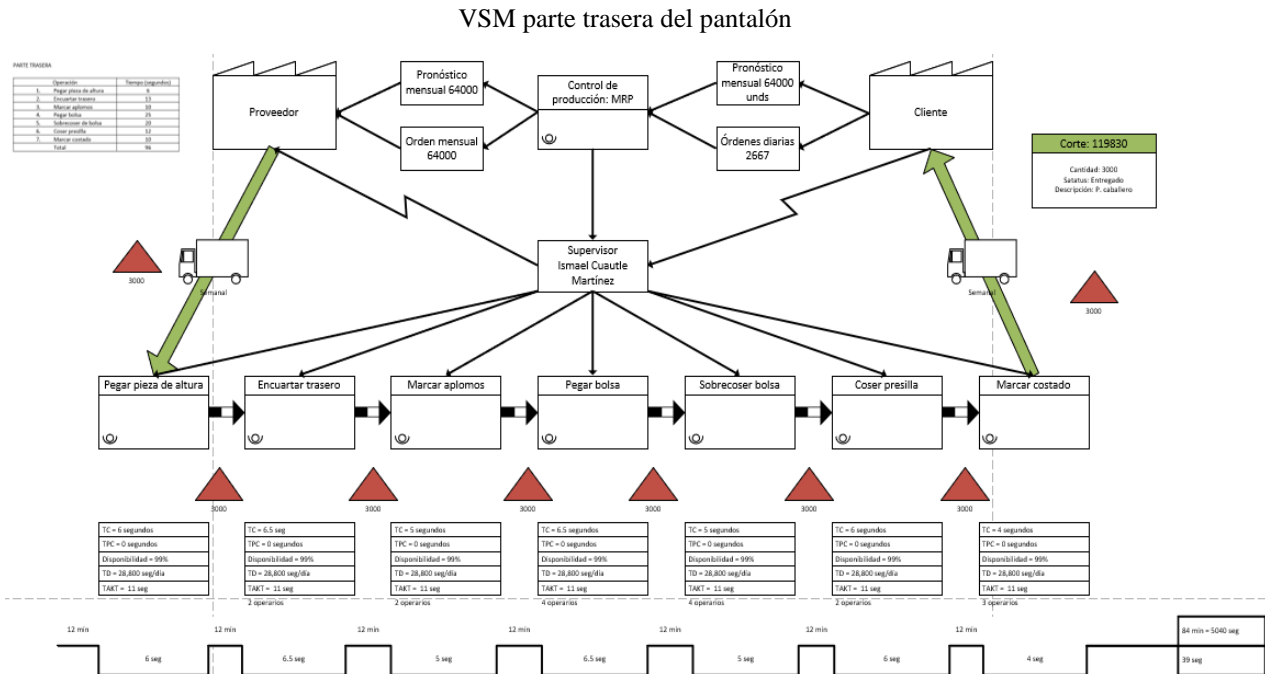 VSM parte trasera del pantalón
PARTE TRASERA
Operación Tiempo (segundos)
1. Pegar pieza de altura 6
2. Encuartar trasero 13
3. Marcar aplomos 10
4. Pegar bolsa 25
5. Sobrecoser de bolsa 20
6. Coser presilla 12
7. Marcar costado 10
Total 96
Proveedor
Pronóstico
mensual 64000
Orden mensual
64000
Control de
producción: MRP
Pronóstico
mensual 64000
unds
Órdenes diarias
2667
Cliente
Corte: 119830
Cantidad: 3000
Satatus: Entregado
Descripción: P. caballero
3000
Semanal
Supervisor
Ismael Cuautle
Martínez
Semanal
3000
Pegar pieza de altura
Encuartar trasero
Marcar aplomos
Pegar bolsa
Sobrecoser bolsa
Coser presilla
Marcar costado
3000
3000
3000
3000
3000
3000
TC = 6 segundos
TPC = 0 segundos
Disponibilidad = 99%
TD = 28,800 seg/día
TAKT = 11 seg
TC = 6.5 seg
TPC = 0 segundos
Disponibilidad = 99%
TD = 28,800 seg/día
TAKT = 11 seg
2 operarios
TC = 5 segundos
TPC = 0 segundos
Disponibilidad = 99%
TD = 28,800 seg/día
TAKT = 11 seg
2 operarios
TC = 6.5 segundos
TPC = 0 segundos
Disponibilidad = 99%
TD = 28,800 seg/día
TAKT = 11 seg
4 operarios
TC = 5 segundos
TPC = 0 segundos
Disponibilidad = 99%
TD = 28,800 seg/día
TAKT = 11 seg
4 operarios
TC = 6 segundos
TPC = 0 segundos
Disponibilidad = 99%
TD = 28,800 seg/día
TAKT = 11 seg
2 operarios
TC = 4 segundos
TPC = 0 segundos
Disponibilidad = 99%
TD = 28,800 seg/día
TAKT = 11 seg
3 operarios
12 min 12 min 12 min 12 min 12 min 12 min 12 min 84 min = 5040 seg
6 seg 6.5 seg 5 seg 6.5 seg 5 seg 6 seg 4 seg 39 seg